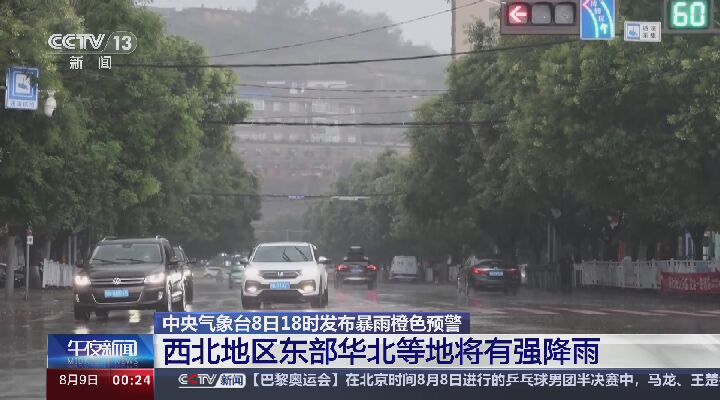 CCTV 13
新闻
60
中央气象台8日18时发布暴雨橙色预警
午夜新闻
西北地区东部华北等地将有强降雨
8月9日 00:24
CCTV 新闻 【巴黎奥运会】在北京时间8月8日进行的乒乓球男团半决赛中，马龙、王楚